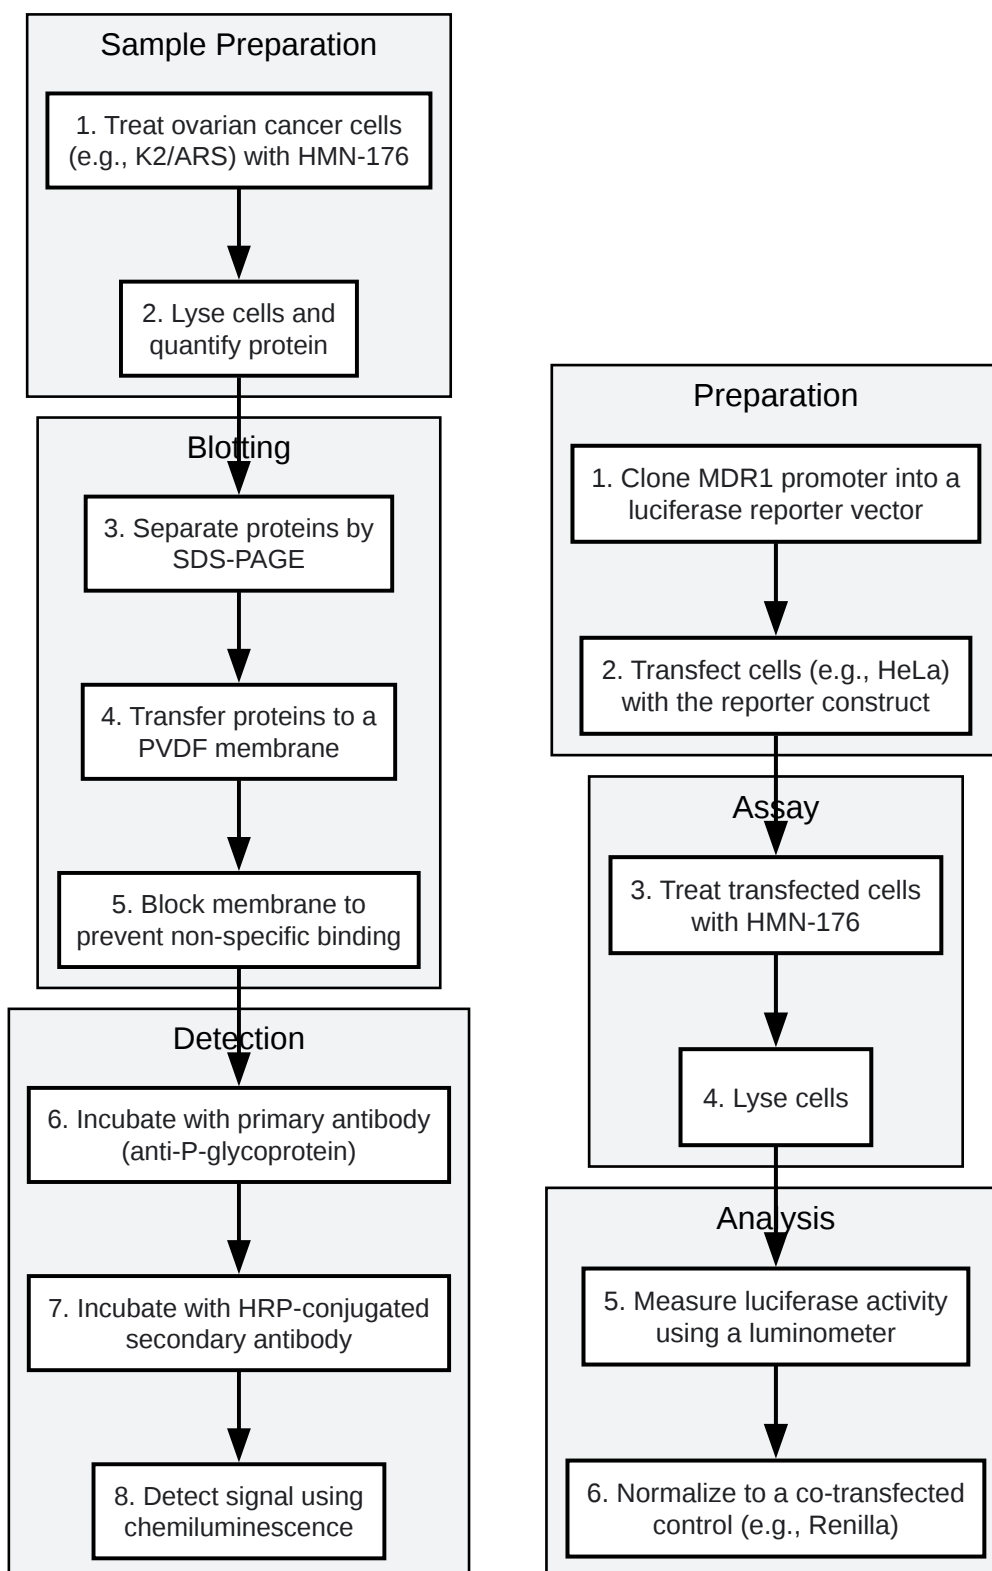 Sample Preparation
1. Treat ovarian cancer cells
(e.g., K2/ARS) with HMN-176
2. Lyse cells and
quantify protein
Blotting
3. Separate proteins by
SDS-PAGE
4. Transfer proteins to a
PVDF membrane
5. Block membrane to
prevent non-specific binding
Detection
6. Incubate with primary antibody
(anti-P-glycoprotein)
7. Incubate with HRP-conjugated
secondary antibody
8. Detect signal using
chemiluminescence
Preparation
1. Clone MDR1 promoter into a
luciferase reporter vector
2. Transfect cells (e.g., HeLa)
with the reporter construct
Assay
3. Treat transfected cells
with HMN-176
4. Lyse cells
Analysis
5. Measure luciferase activity
using a luminometer
6. Normalize to a co-transfected
control (e.g., Renilla)